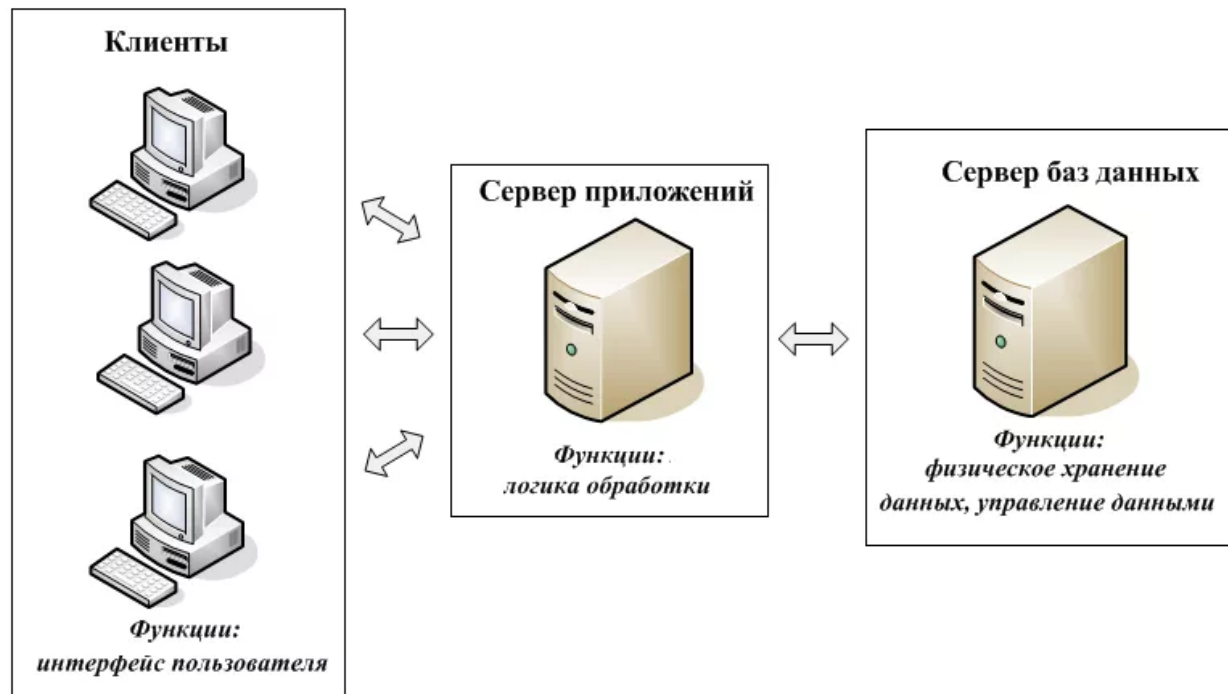 Клиенты
Функции:
интерфейс пользователя
Сервер приложений
Функции:
логика обработки
Сервер баз данных
Функции:
физическое хранение
данных, управление данными